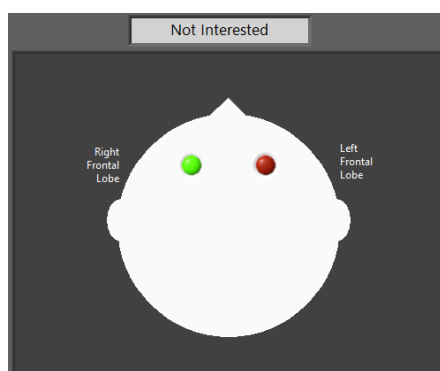 Not Interested
Right
Frontal
Lobe
Left
Frontal
Lobe